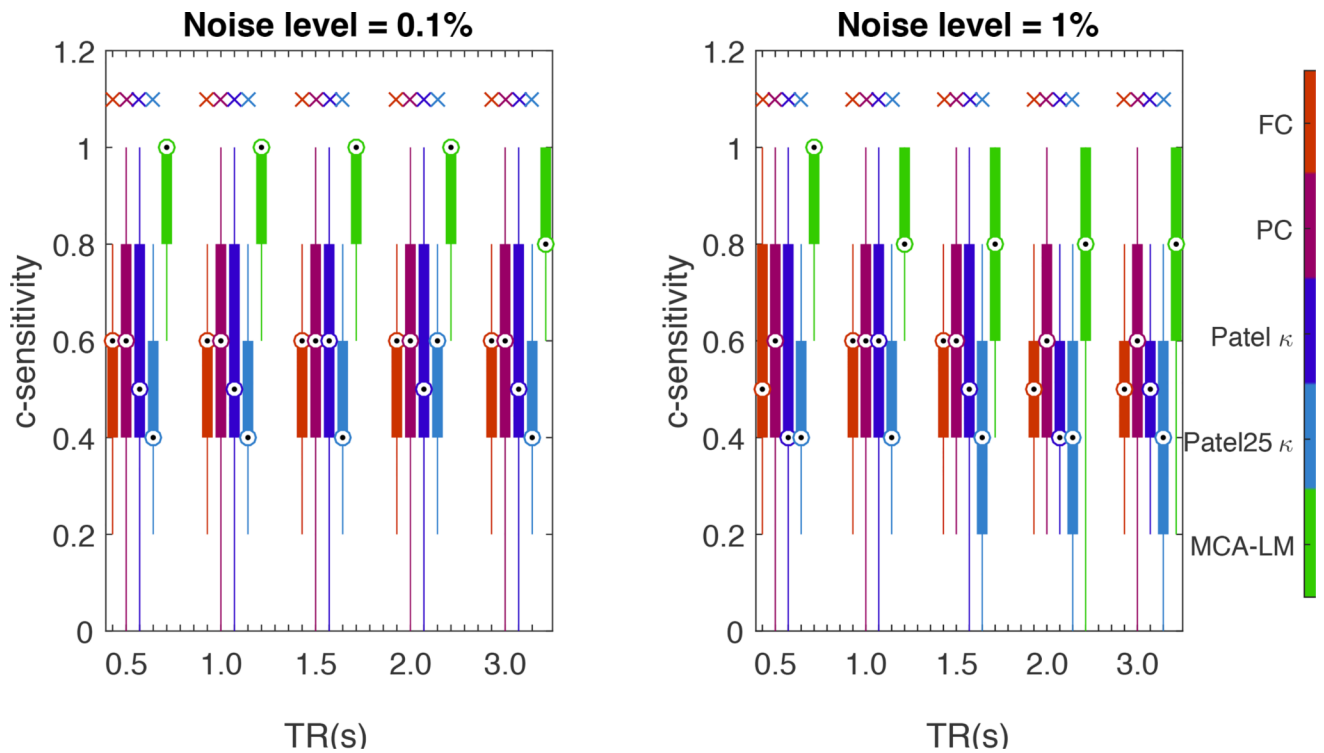 Noise level = 0.1%
c-sensitivity
1.2
1
0.8
0.6
0.4
0.2
0
0.5 1.0 1.5 2.0 3.0
TR(s)
Noise level = 1%
c-sensitivity
1.2
1
0.8
0.6
0.4
0.2
0
0.5 1.0 1.5 2.0 3.0
TR(s)
FC
PC
Patel κ
Patel25 κ
MCA-LM